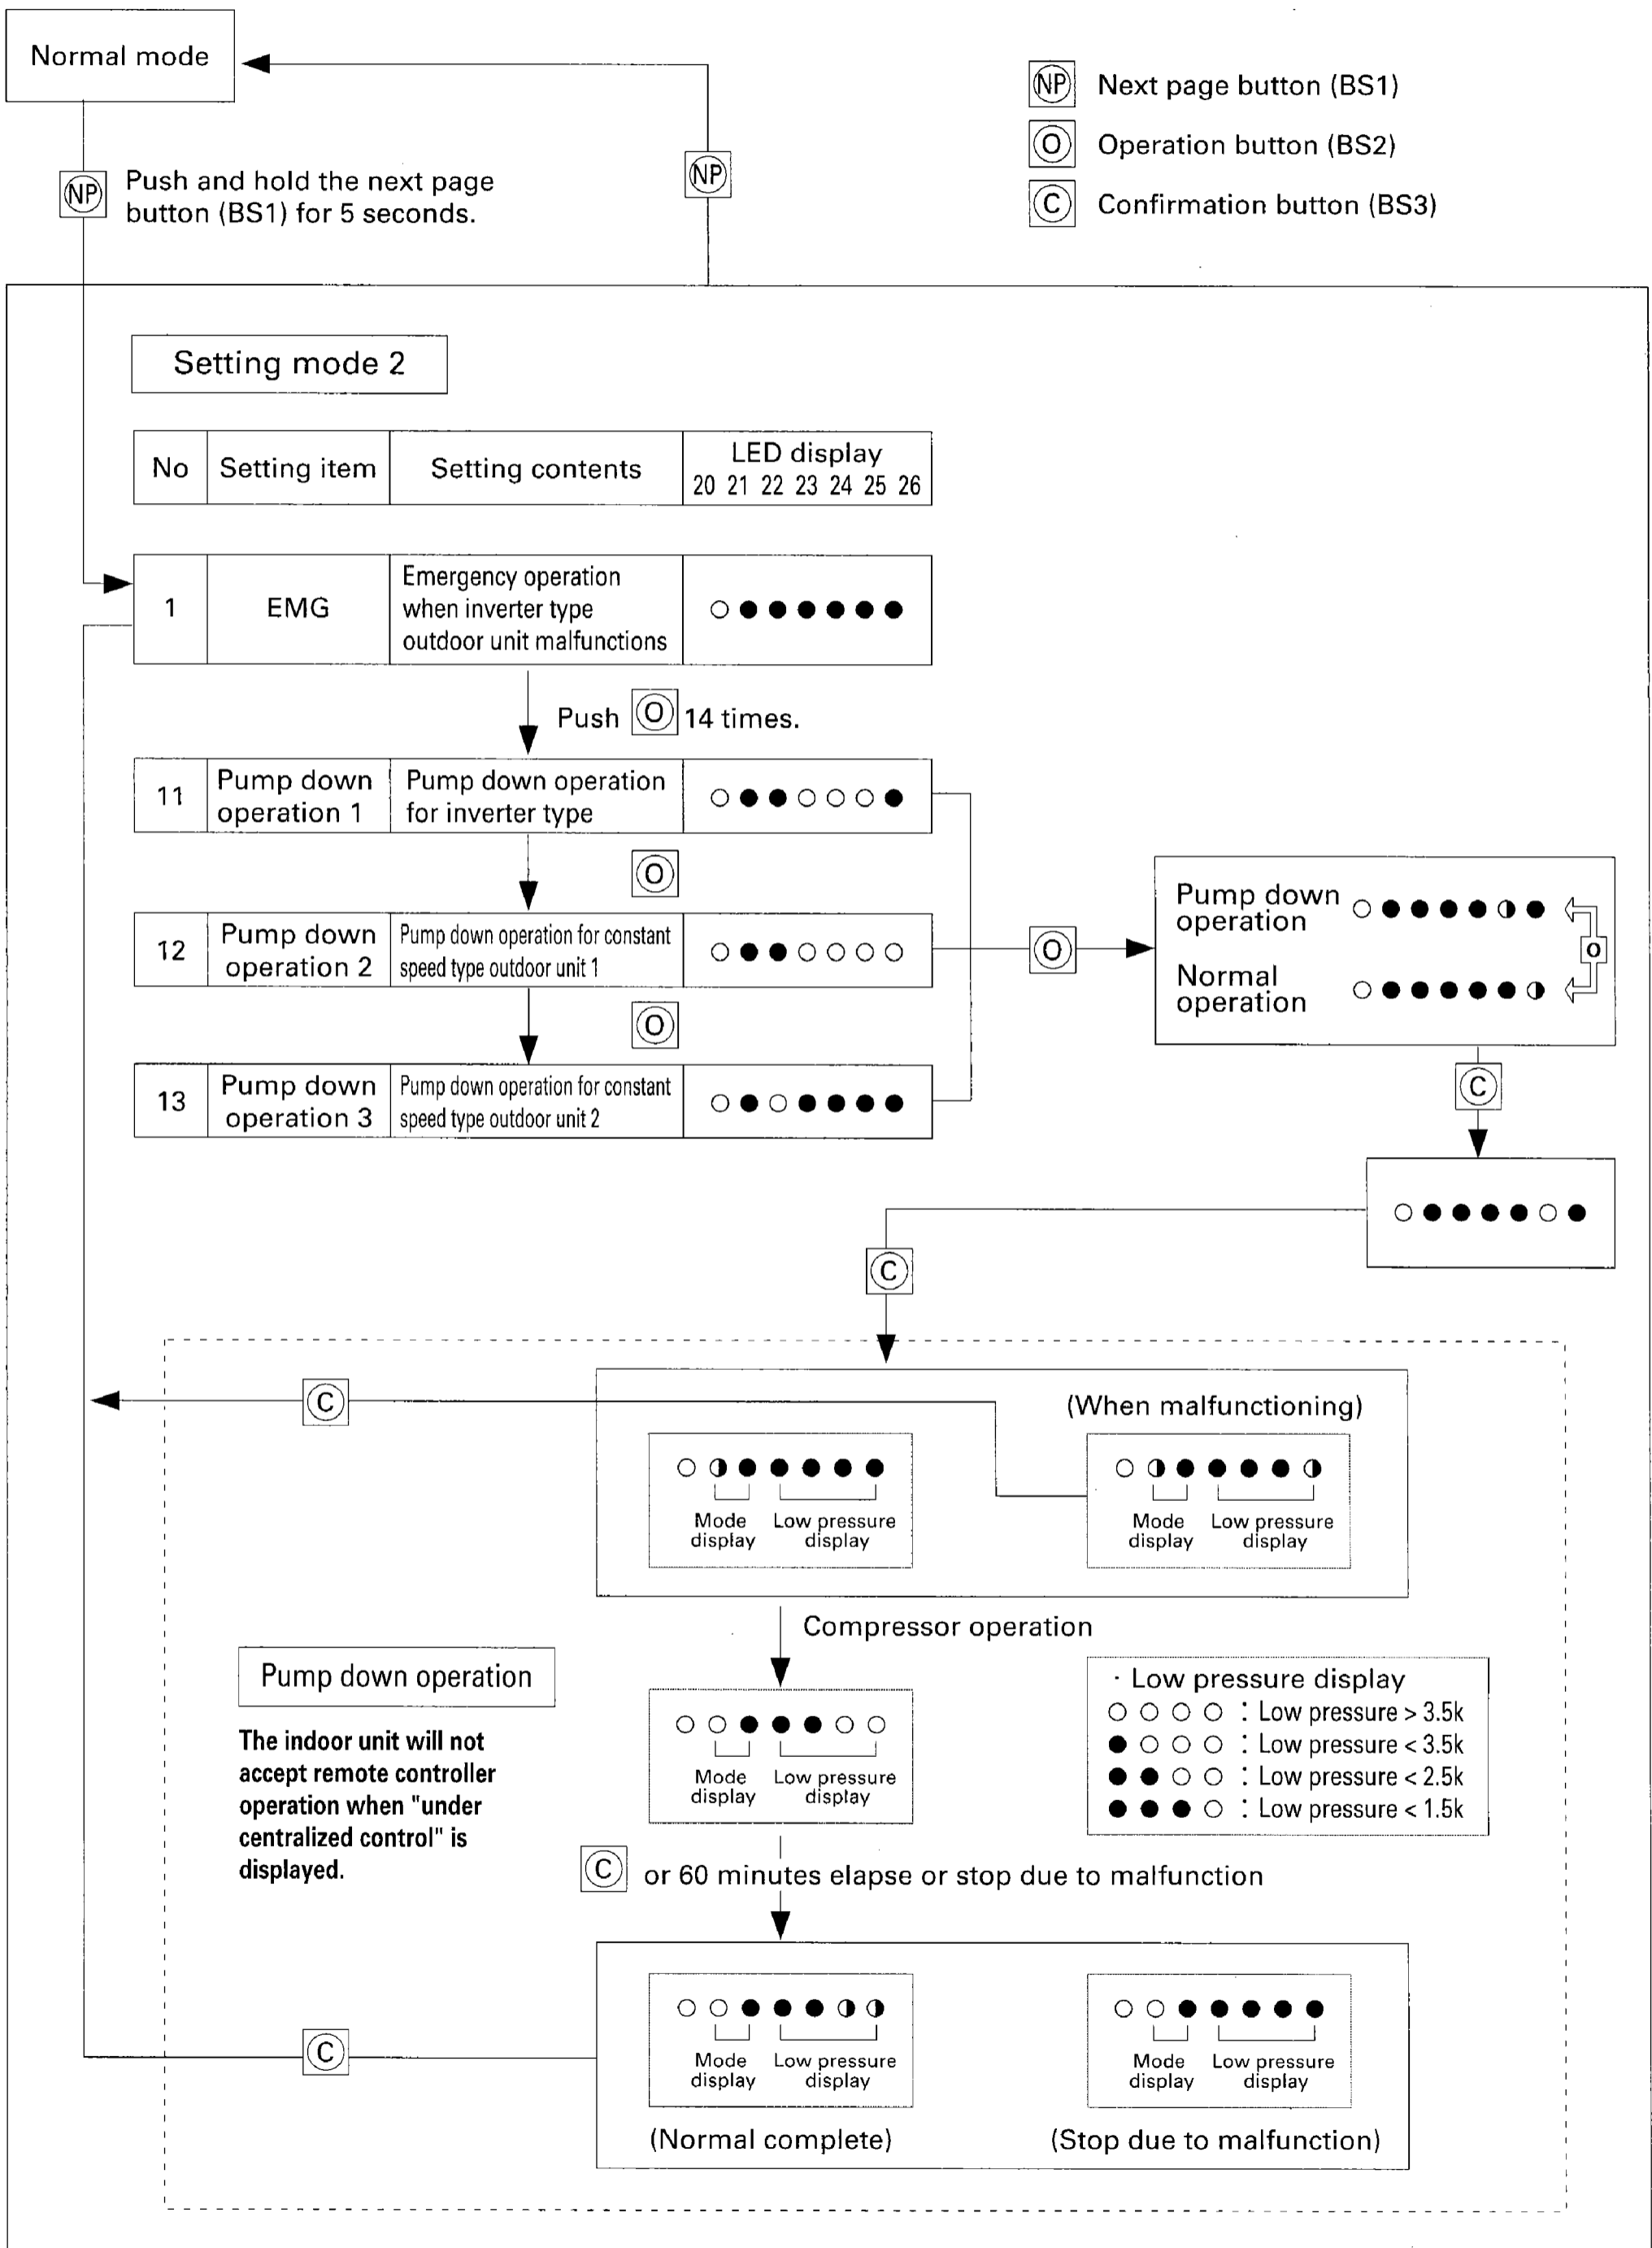 Normal mode
NP Next page button (BS1)
O Operation button (BS2)
C Confirmation button (BS3)
NP
Push and hold the next page
button (BS1) for 5 seconds.
NP
Setting mode 2
No Setting item Setting contents LED display
20 21 22 23 24 25 26
1 EMG Emergency operation
when inverter type
outdoor unit malfunctions
○ ● ● ● ● ● ●
Push O 14 times.
11 Pump down
operation 1
Pump down operation
for inverter type
○ ● ● ○ ○ ○ ●
O
12 Pump down
operation 2
Pump down operation for constant
speed type outdoor unit 1
○ ● ● ○ ○ ○ ○
O
13 Pump down
operation 3
Pump down operation for constant
speed type outdoor unit 2
○ ● ○ ● ● ● ●
O
Pump down
operation
○ ● ● ● ● ◑ ●
O
Normal
operation
○ ● ● ● ● ● ◑
C
○ ● ● ● ● ○ ●
C
C
(When malfunctioning)
○ ◑ ● ● ● ● ●
Mode
display
Low pressure
display
○ ◑ ● ● ● ● ◑
Mode
display
Low pressure
display
Compressor operation
Pump down operation
The indoor unit will not
accept remote controller
operation when "under
centralized control" is
displayed.
○ ○ ● ● ● ○ ○
Mode
display
Low pressure
display
· Low pressure display
○ ○ ○ ○ : Low pressure > 3.5k
● ○ ○ ○ : Low pressure < 3.5k
● ● ○ ○ : Low pressure < 2.5k
● ● ● ○ : Low pressure < 1.5k
C or 60 minutes elapse or stop due to malfunction
C
○ ○ ● ● ● ◑ ◑
Mode
display
Low pressure
display
(Normal complete)
○ ○ ● ● ● ● ●
Mode
display
Low pressure
display
(Stop due to malfunction)